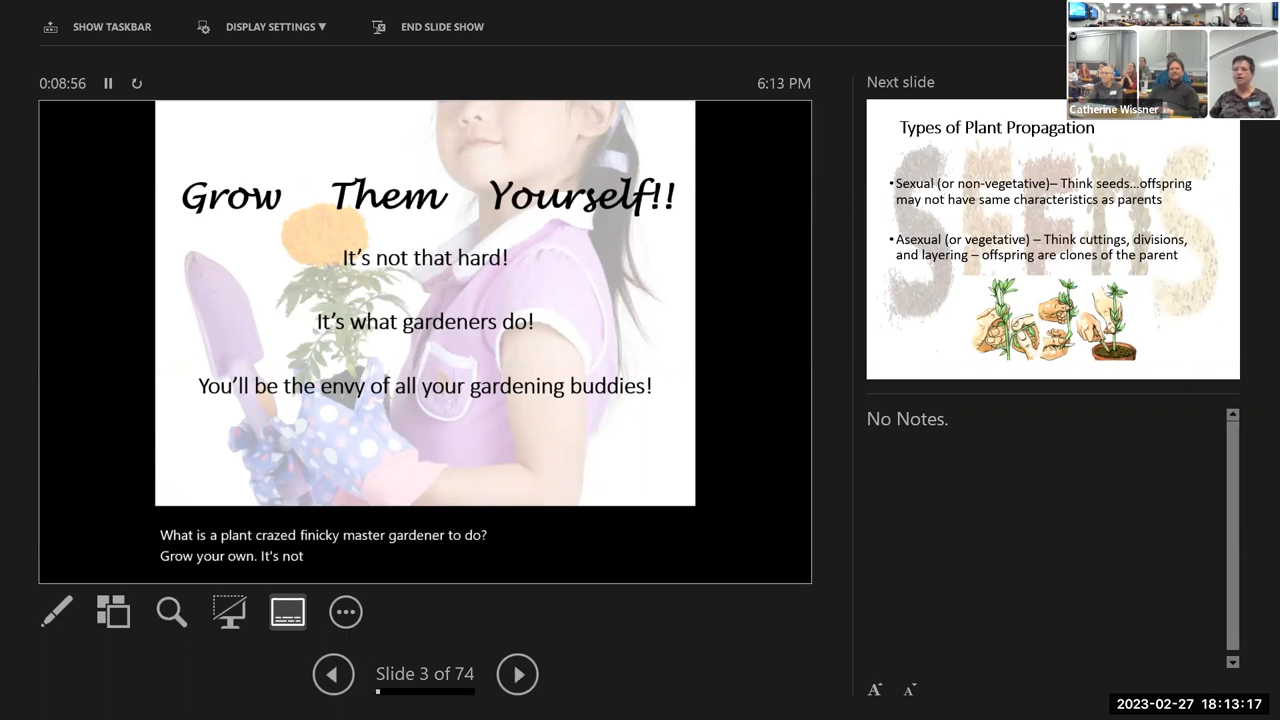 SHOW TASKBAR
DISPLAY SETTINGS ▼
END SLIDE SHOW
0:08:56
6:13 PM
Grow Them Yourself!!
It’s not that hard!
It’s what gardeners do!
You’ll be the envy of all your gardening buddies!
What is a plant crazed finicky master gardener to do?
Grow your own. It's not
Slide 3 of 74
Next slide
Catherine Wissner
Types of Plant Propagation
SEEDS
• Sexual (or non-vegetative)– Think seeds...offspring
may not have same characteristics as parents
• Asexual (or vegetative) – Think cuttings, divisions,
and layering – offspring are clones of the parent
No Notes.
A A
2023-02-27 18:13:17